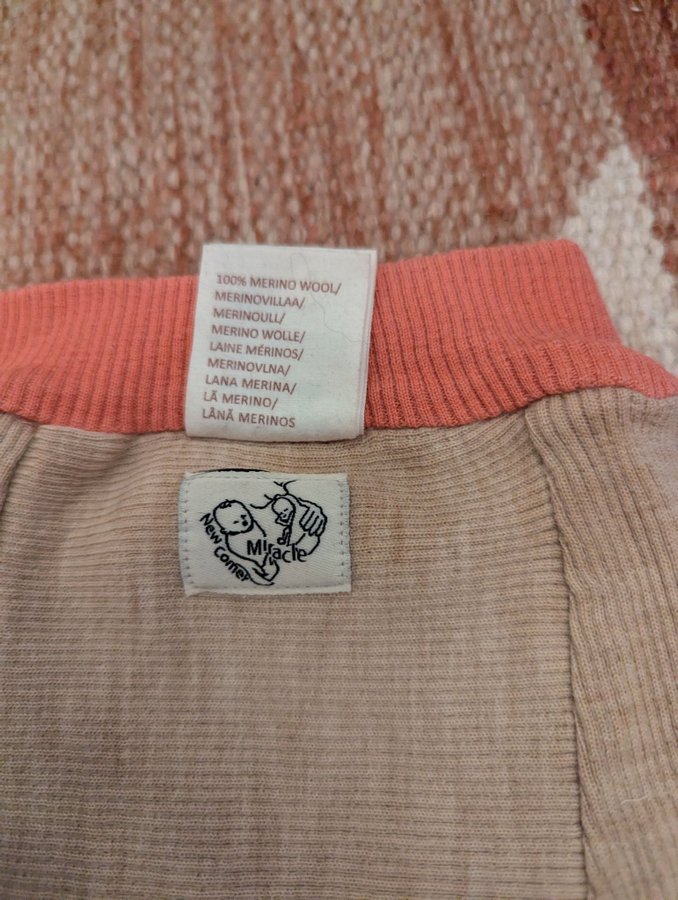 100% MERINO WOOL/
MERINOVILLAA/
MERINOULL/
MERINO WOLLE/
LAINE MÉRINOS/
MERINOVLNA/
LANA MERINA/
LÃ MERINO/
LÂNĂ MERINOS
New Comer
Miracle